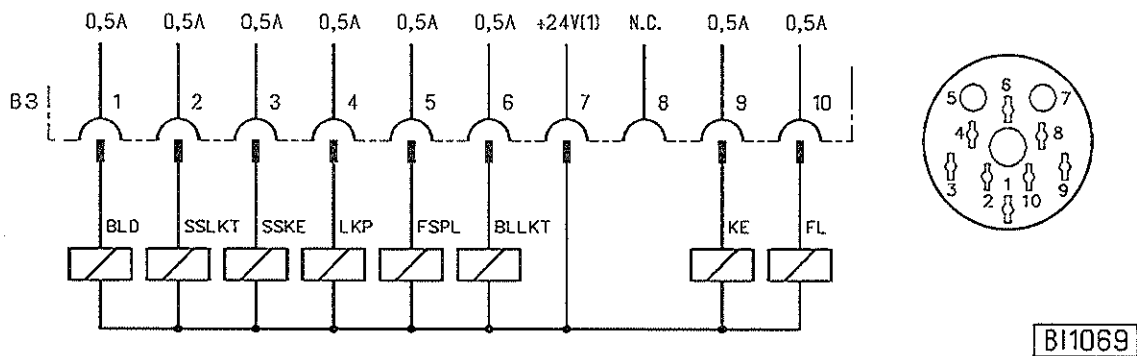 0,5A 0,5A 0,5A 0,5A 0,5A 0,5A +24V(1) N.C. 0,5A 0,5A
B3 1 2 3 4 5 6 7 8 9 10
BLD SSLKT SSKE LKP FSPL BLLKT KE FL
6
5 7
4 8
3 2 1 10 9
BI1069